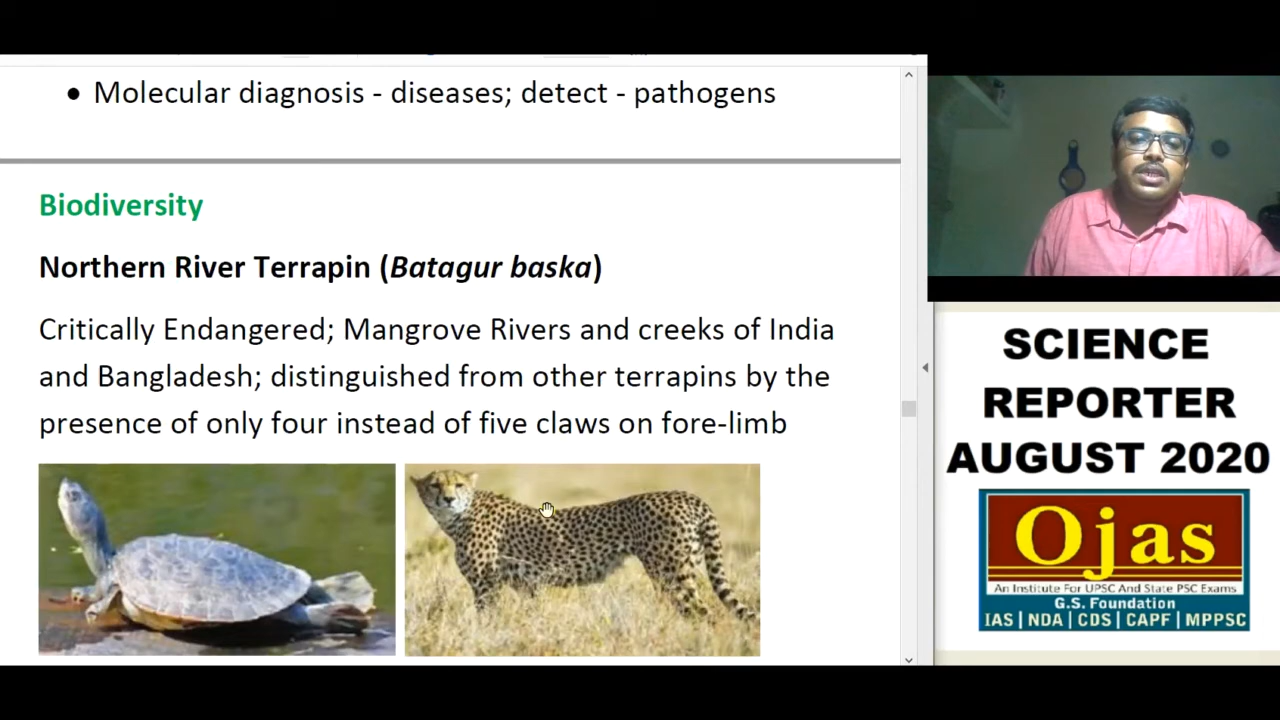 • Molecular diagnosis - diseases; detect - pathogens
Biodiversity
Northern River Terrapin (Batagur baska)
Critically Endangered; Mangrove Rivers and creeks of India
and Bangladesh; distinguished from other terrapins by the
presence of only four instead of five claws on fore-limb
SCIENCE
REPORTER
AUGUST 2020
Ojas
An Institute For UPSC And State PSC Exams
G.S. Foundation
IAS | NDA | CDS | CAPF | MPPSC